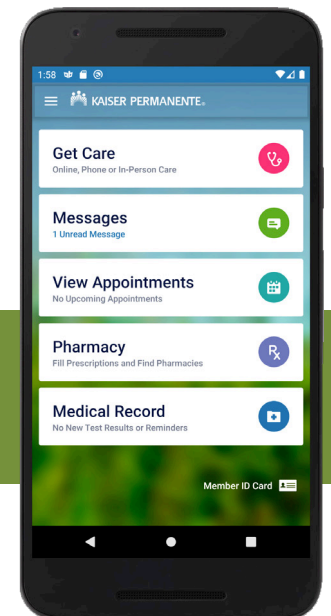 1:58
KAISER PERMANENTE®
Get Care
Online, Phone or In-Person Care
Messages
1 Unread Message
View Appointments
No Upcoming Appointments
Pharmacy
Fill Prescriptions and Find Pharmacies
Rx
Medical Record
No New Test Results or Reminders
Member ID Card